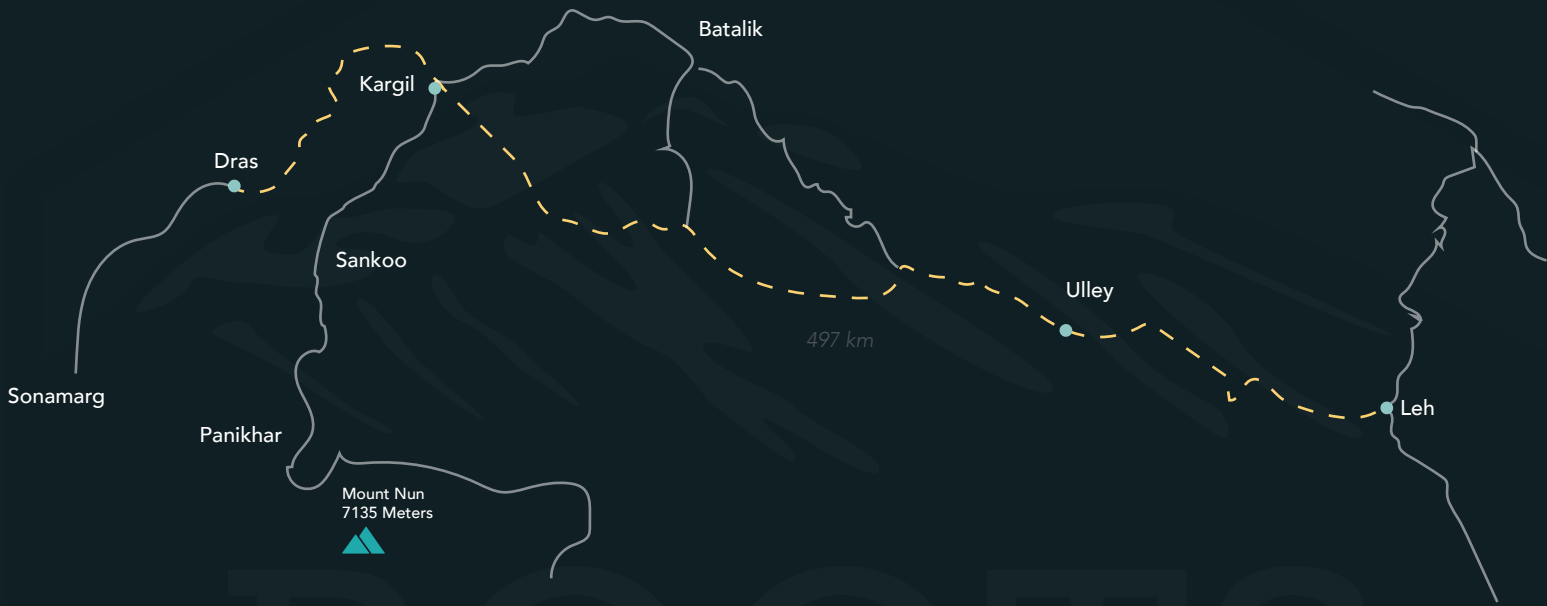 Batalik
Kargil
Dras
Sankoo
Ulley
497 km
Sonamarg
Leh
Panikhar
Mount Nun
7135 Meters